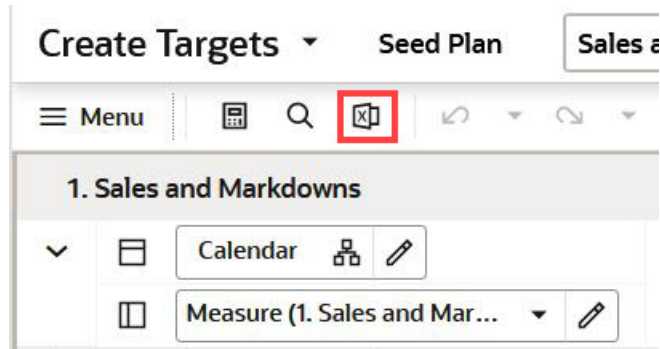 Create Targets Seed Plan Sales a
Menu
1. Sales and Markdowns
Calendar
Measure (1. Sales and Mar...